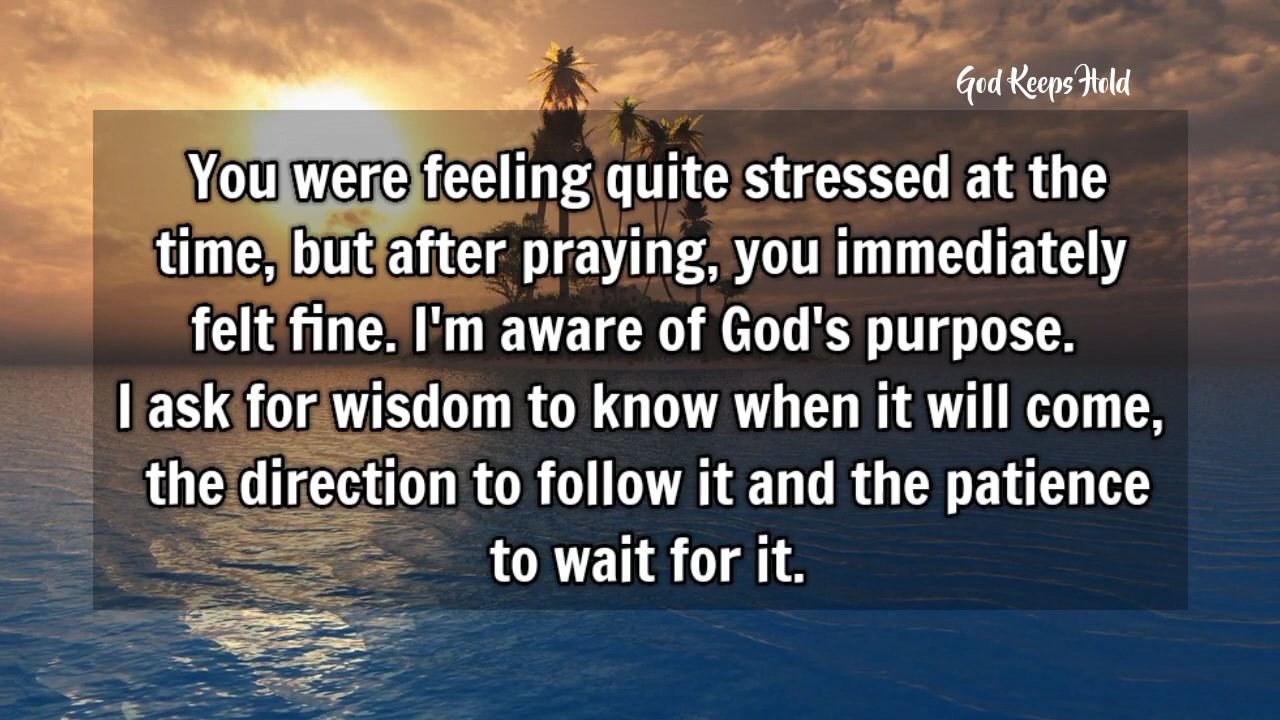 God Keeps Hold
You were feeling quite stressed at the
time, but after praying, you immediately
felt fine. I'm aware of God's purpose.
I ask for wisdom to know when it will come,
the direction to follow it and the patience
to wait for it.